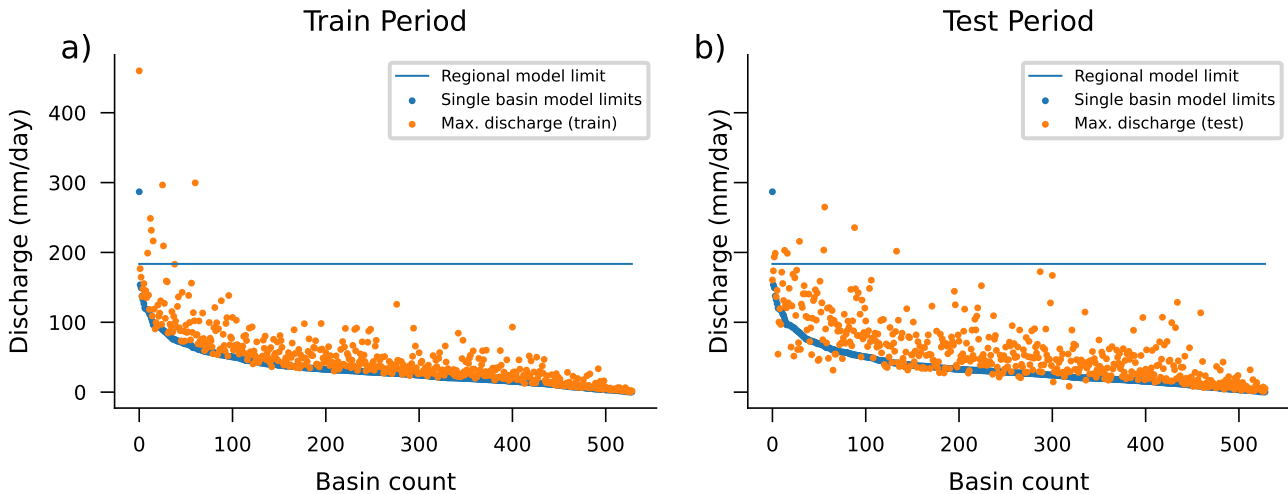 Train Period
a)
Regional model limit
Single basin model limits
Max. discharge (train)
Discharge (mm/day)
400
300
200
100
0
0 100 200 300 400 500
Basin count
Test Period
b)
Regional model limit
Single basin model limits
Max. discharge (test)
Discharge (mm/day)
0 100 200 300 400 500
Basin count